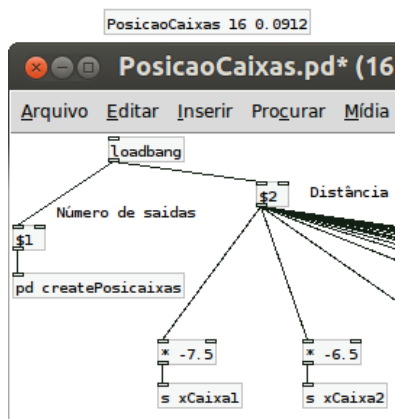 PosicaoCaixas 16 0.0912
PosicaoCaixas.pd* (16
Arquivo Editar Inserir Procurar Mídia
loadbang
$2 Distância
Número de saidas
$1
pd createPosicaixas
* -7.5 * -6.5
s xCaixa1 s xCaixa2